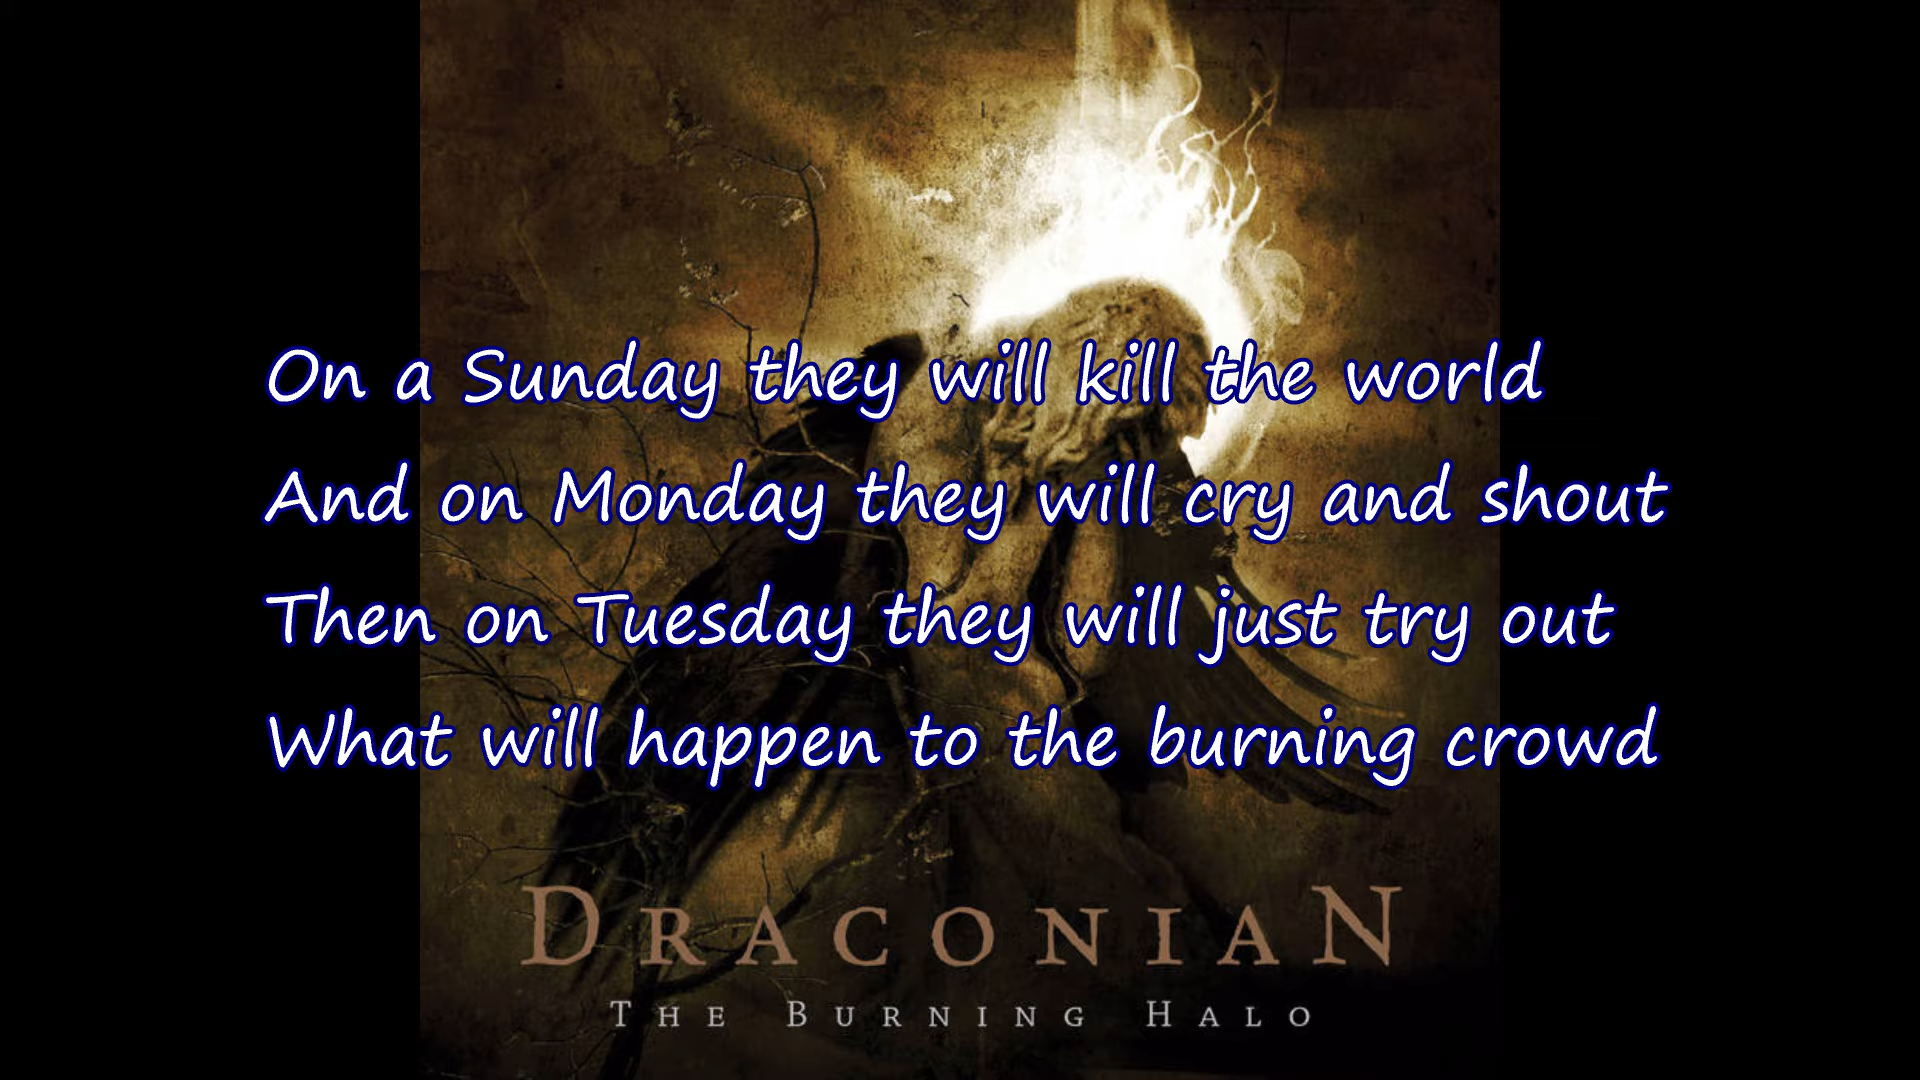 On a Sunday they will kill the world
And on Monday they will cry and shout
Then on Tuesday they will just try out
What will happen to the burning crowd
DRACONIAN
THE BURNING HALO